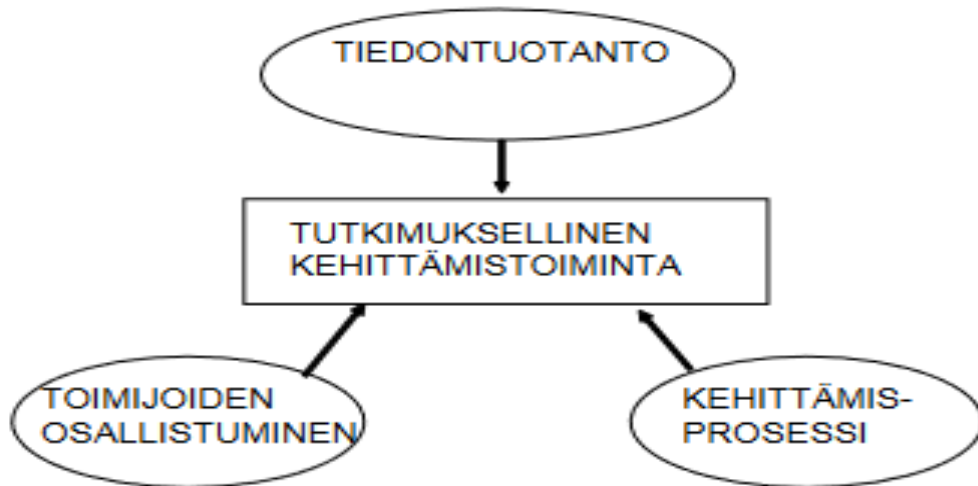 TIEDONTUOTANTO
TUTKIMUKSELLINEN
KEHITTÄMISTOIMINTA
TOIMIJOIDEN
OSALLISTUMINEN
KEHITTÄMIS-
PROSESSI